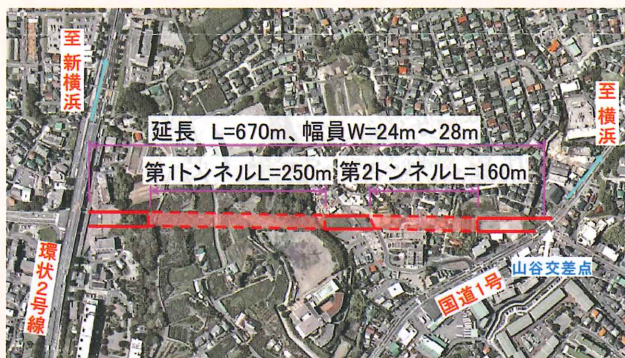 至 新横浜
至 横浜
延長 L=670m、幅員W=24m～28m
第1トンネルL=250m
第2トンネルL=160m
環状2号線
国道1号
山谷交差点